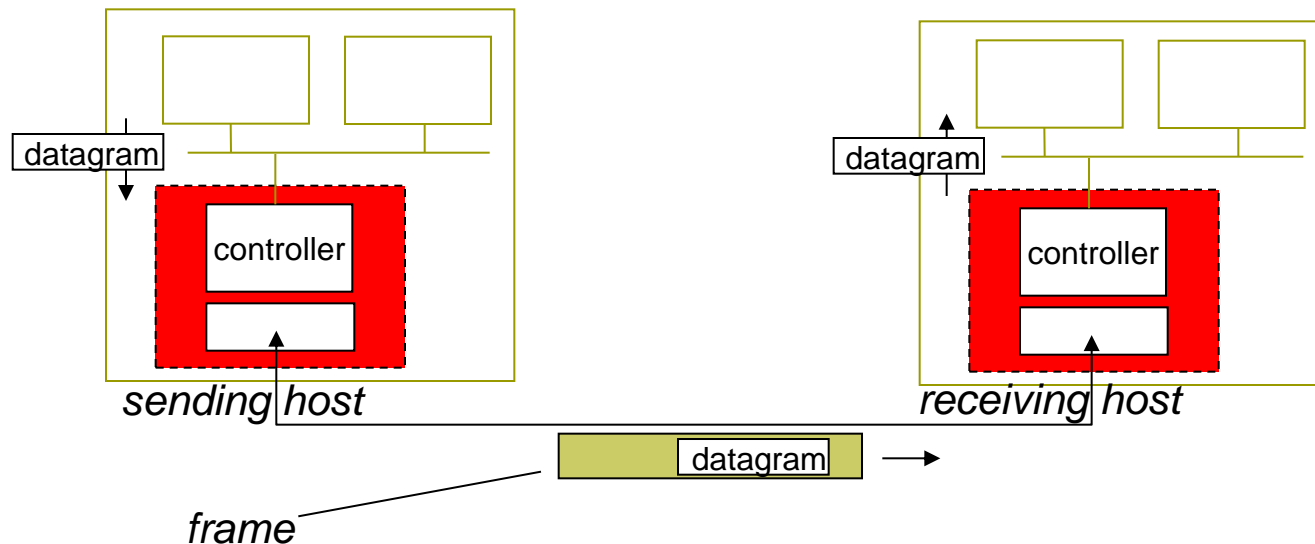 datagram
controller
sending host
datagram
controller
receiving host
datagram
frame